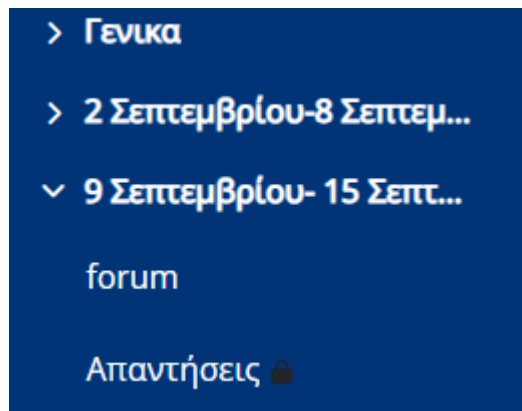 Γενικα
2 Σεπτεμβρίου-8 Σεπτεμ...
9 Σεπτεμβρίου- 15 Σεπτ...
forum
Απαντήσεις